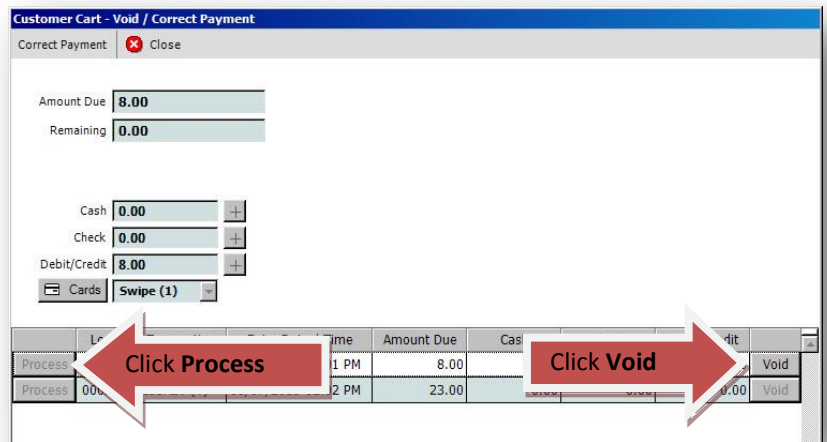 Customer Cart - Void / Correct Payment
Correct Payment Close
Amount Due 8.00
Remaining 0.00
Cash 0.00
Check 0.00
Debit/Credit 8.00
Cards Swipe (1)
Amount Due
Process PM 8.00 Void
Process PM 23.00 Void
Click Process
Click Void